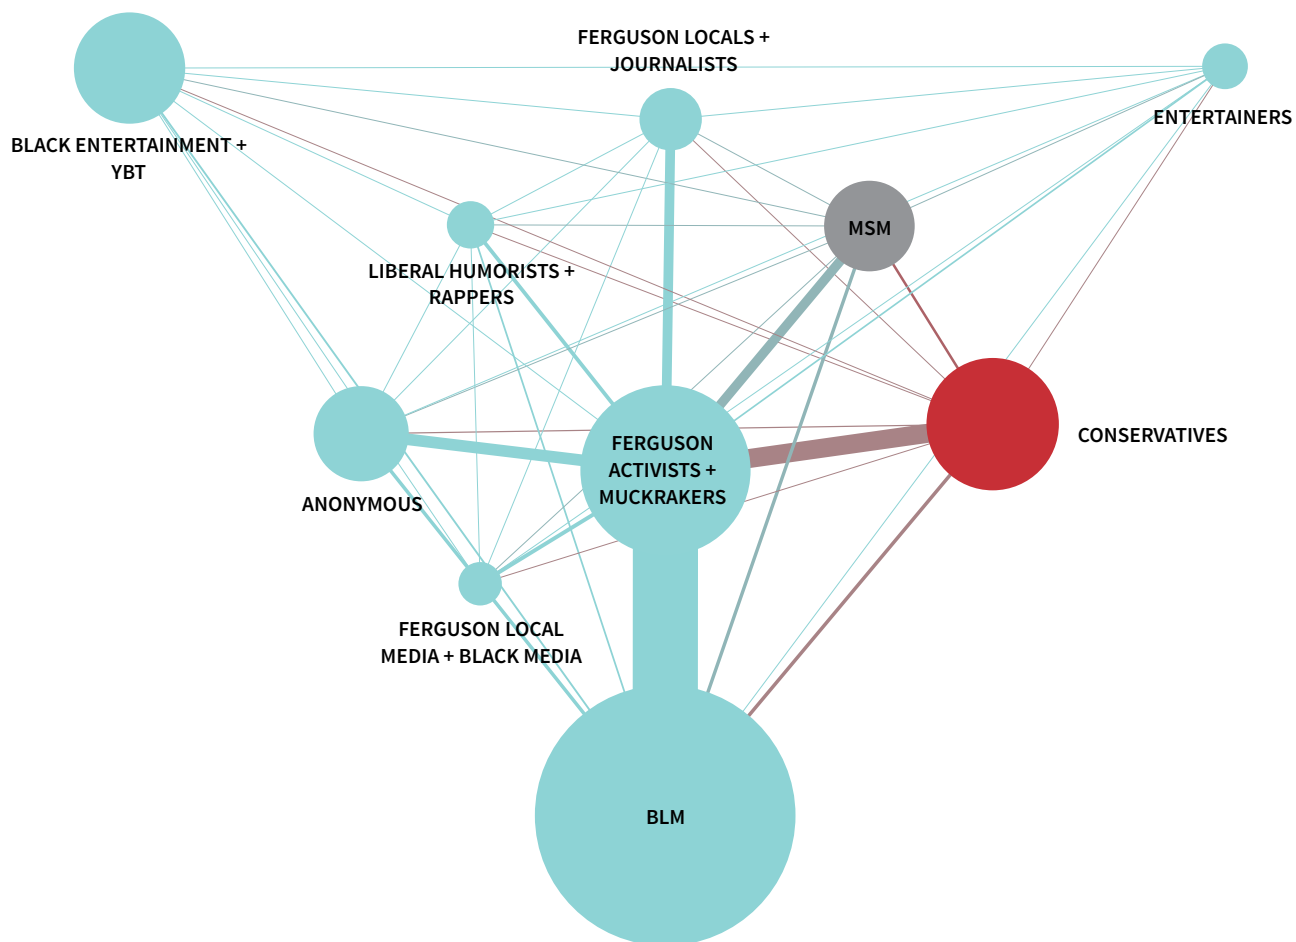 FERGUSON LOCALS +
JOURNALISTS
ENTERTAINERS
BLACK ENTERTAINMENT +
YBT
MSM
LIBERAL HUMORISTS +
RAPPERS
CONSERVATIVES
FERGUSON
ACTIVISTS +
MUCKRAKERS
ANONYMOUS
FERGUSON LOCAL
MEDIA + BLACK MEDIA
BLM